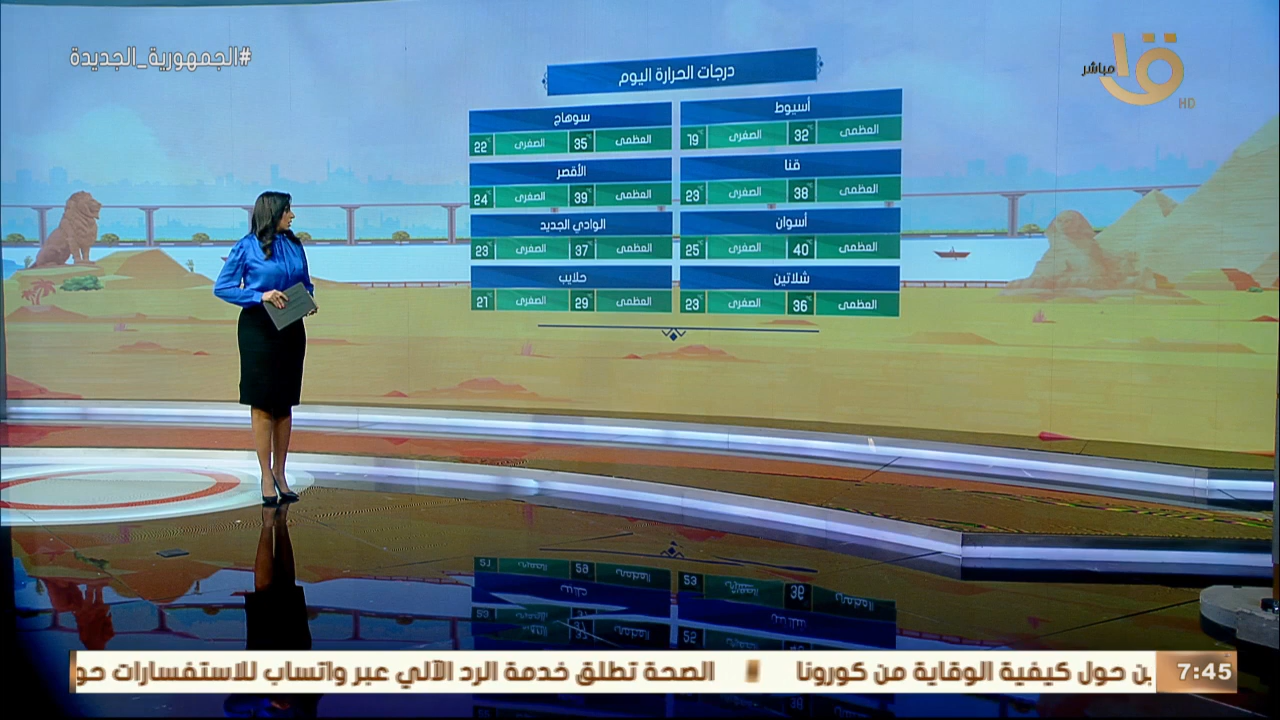 #الجمهورية_الجديدة
مباشر
HD
درجات الحرارة اليوم
أسيوط
العظمى 32 الصغرى 19
سوهاج
العظمى 35 الصغرى 22
قنا
العظمى 38 الصغرى 23
الأقصر
العظمى 39 الصغرى 24
أسوان
العظمى 40 الصغرى 25
الوادي الجديد
العظمى 37 الصغرى 23
شلاتين
العظمى 36 الصغرى 23
حلايب
العظمى 29 الصغرى 21
7:45
حول كيفية الوقاية من كورونا الصحة تطلق خدمة الرد الآلي عبر واتساب للاستفسارات